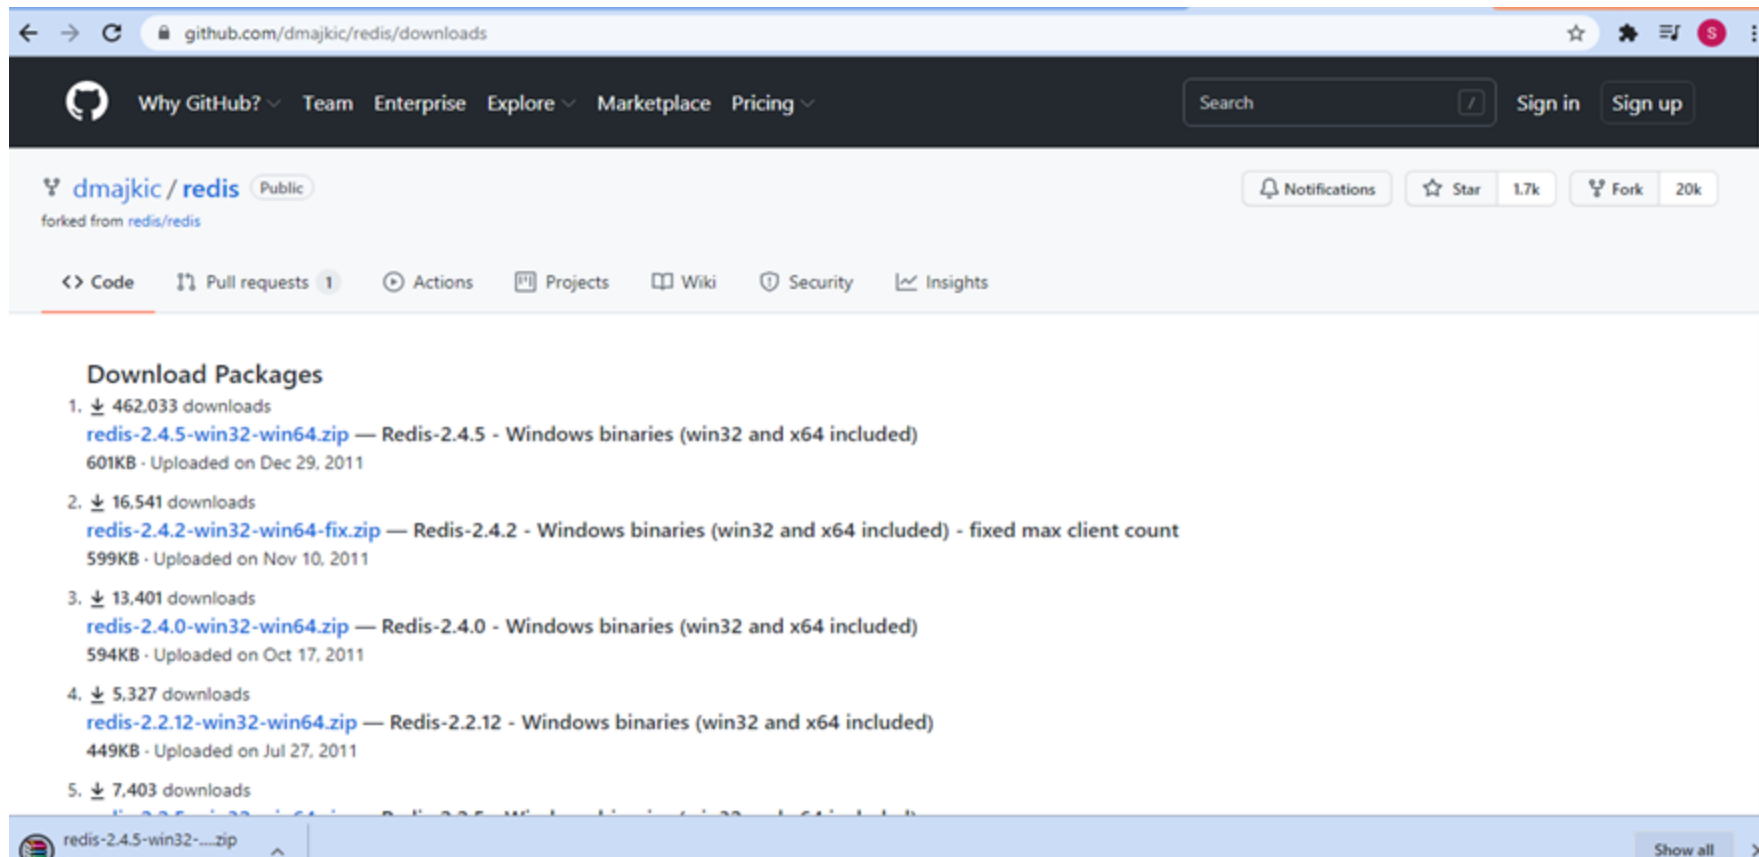 github.com/dmajkic/redis/downloads
S
Why GitHub? Team Enterprise Explore Marketplace Pricing Search / Sign in Sign up
dmajkic / redis Public Notifications Star 1.7k Fork 20k
forked from redis/redis
<> Code Pull requests 1 Actions Projects Wiki Security Insights
Download Packages
1. 462,033 downloads
redis-2.4.5-win32-win64.zip — Redis-2.4.5 - Windows binaries (win32 and x64 included)
601KB · Uploaded on Dec 29, 2011
2. 16,541 downloads
redis-2.4.2-win32-win64-fix.zip — Redis-2.4.2 - Windows binaries (win32 and x64 included) - fixed max client count
599KB · Uploaded on Nov 10, 2011
3. 13,401 downloads
redis-2.4.0-win32-win64.zip — Redis-2.4.0 - Windows binaries (win32 and x64 included)
594KB · Uploaded on Oct 17, 2011
4. 5,327 downloads
redis-2.2.12-win32-win64.zip — Redis-2.2.12 - Windows binaries (win32 and x64 included)
449KB · Uploaded on Jul 27, 2011
5. 7,403 downloads
redis-2.4.5-win32-....zip
Show all